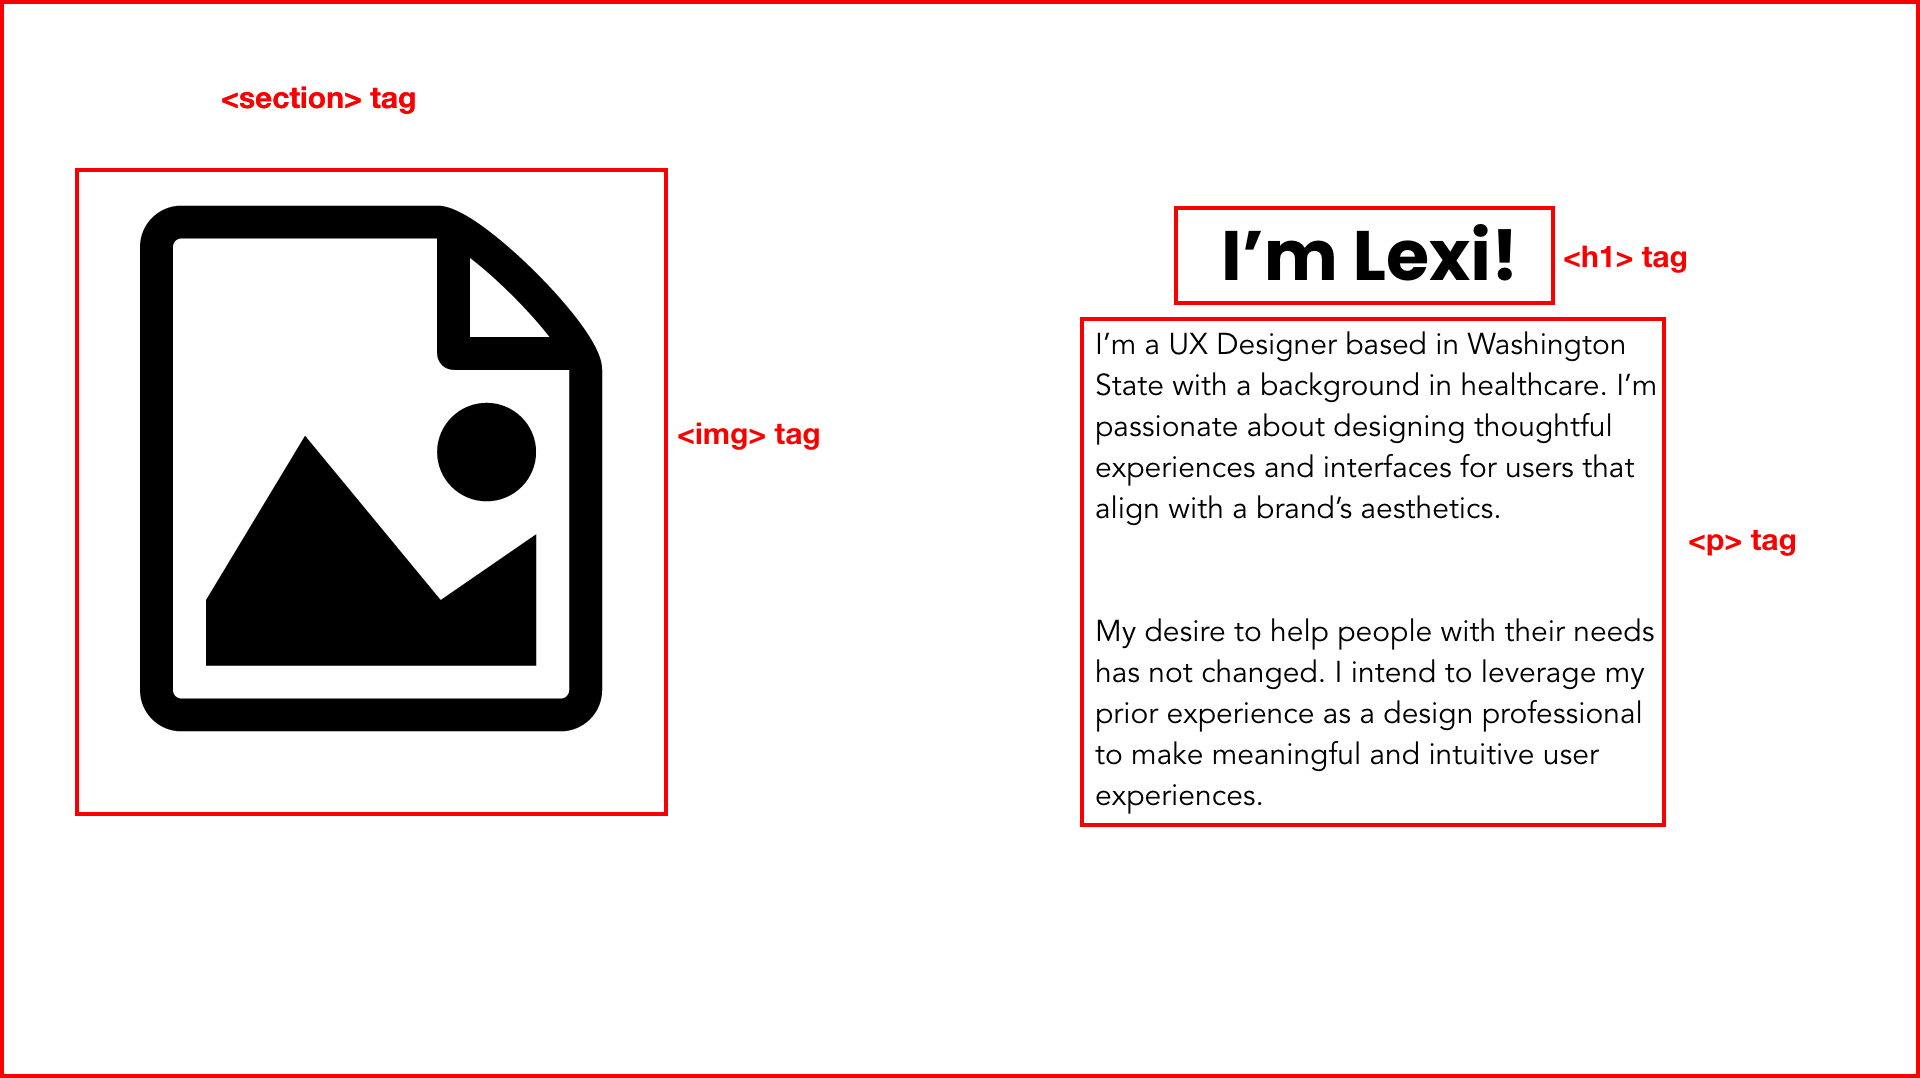 <section> tag
<img> tag
I’m Lexi!
<h1> tag
I’m a UX Designer based in Washington
State with a background in healthcare. I’m
passionate about designing thoughtful
experiences and interfaces for users that
align with a brand’s aesthetics.
My desire to help people with their needs
has not changed. I intend to leverage my
prior experience as a design professional
to make meaningful and intuitive user
experiences.
<p> tag